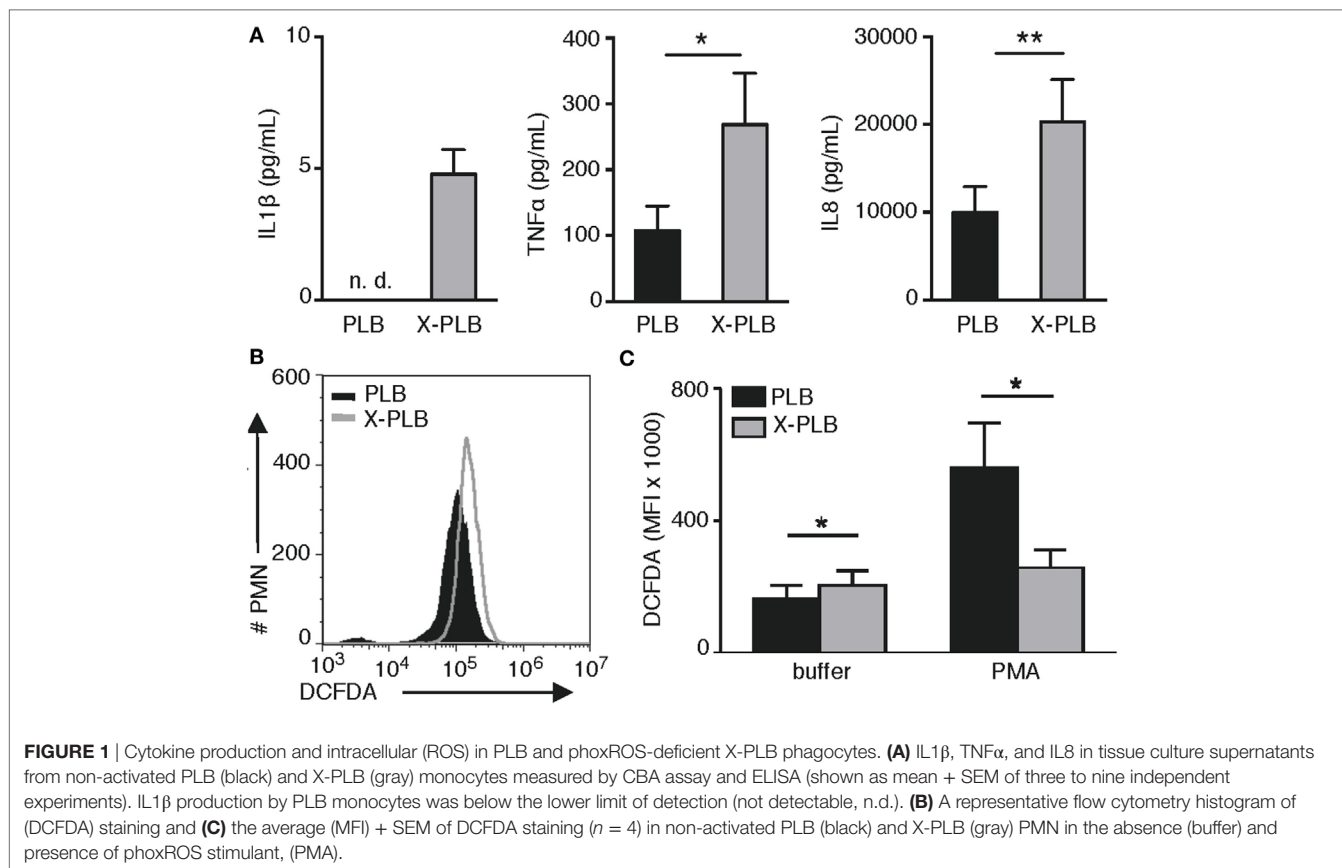 A
10
5
0
IL1β (pg/mL)
n. d.
PLB X-PLB
400
300
200
100
0
TNFα (pg/mL)
*
PLB X-PLB
30000
20000
10000
0
IL8 (pg/mL)
**
PLB X-PLB
B
600
400
200
0
# PMN
PLB
X-PLB
10³ 10⁴ 10⁵ 10⁶ 10⁷
DCFDA
C
800
400
0
DCFDA (MFI x 1000)
PLB
X-PLB
*
*
buffer PMA
FIGURE 1 | Cytokine production and intracellular (ROS) in PLB and phoxROS-deficient X-PLB phagocytes. (A) IL1β, TNFα, and IL8 in tissue culture supernatants
from non-activated PLB (black) and X-PLB (gray) monocytes measured by CBA assay and ELISA (shown as mean + SEM of three to nine independent
experiments). IL1β production by PLB monocytes was below the lower limit of detection (not detectable, n.d.). (B) A representative flow cytometry histogram of
(DCFDA) staining and (C) the average (MFI) + SEM of DCFDA staining (n = 4) in non-activated PLB (black) and X-PLB (gray) PMN in the absence (buffer) and
presence of phoxROS stimulant, (PMA).